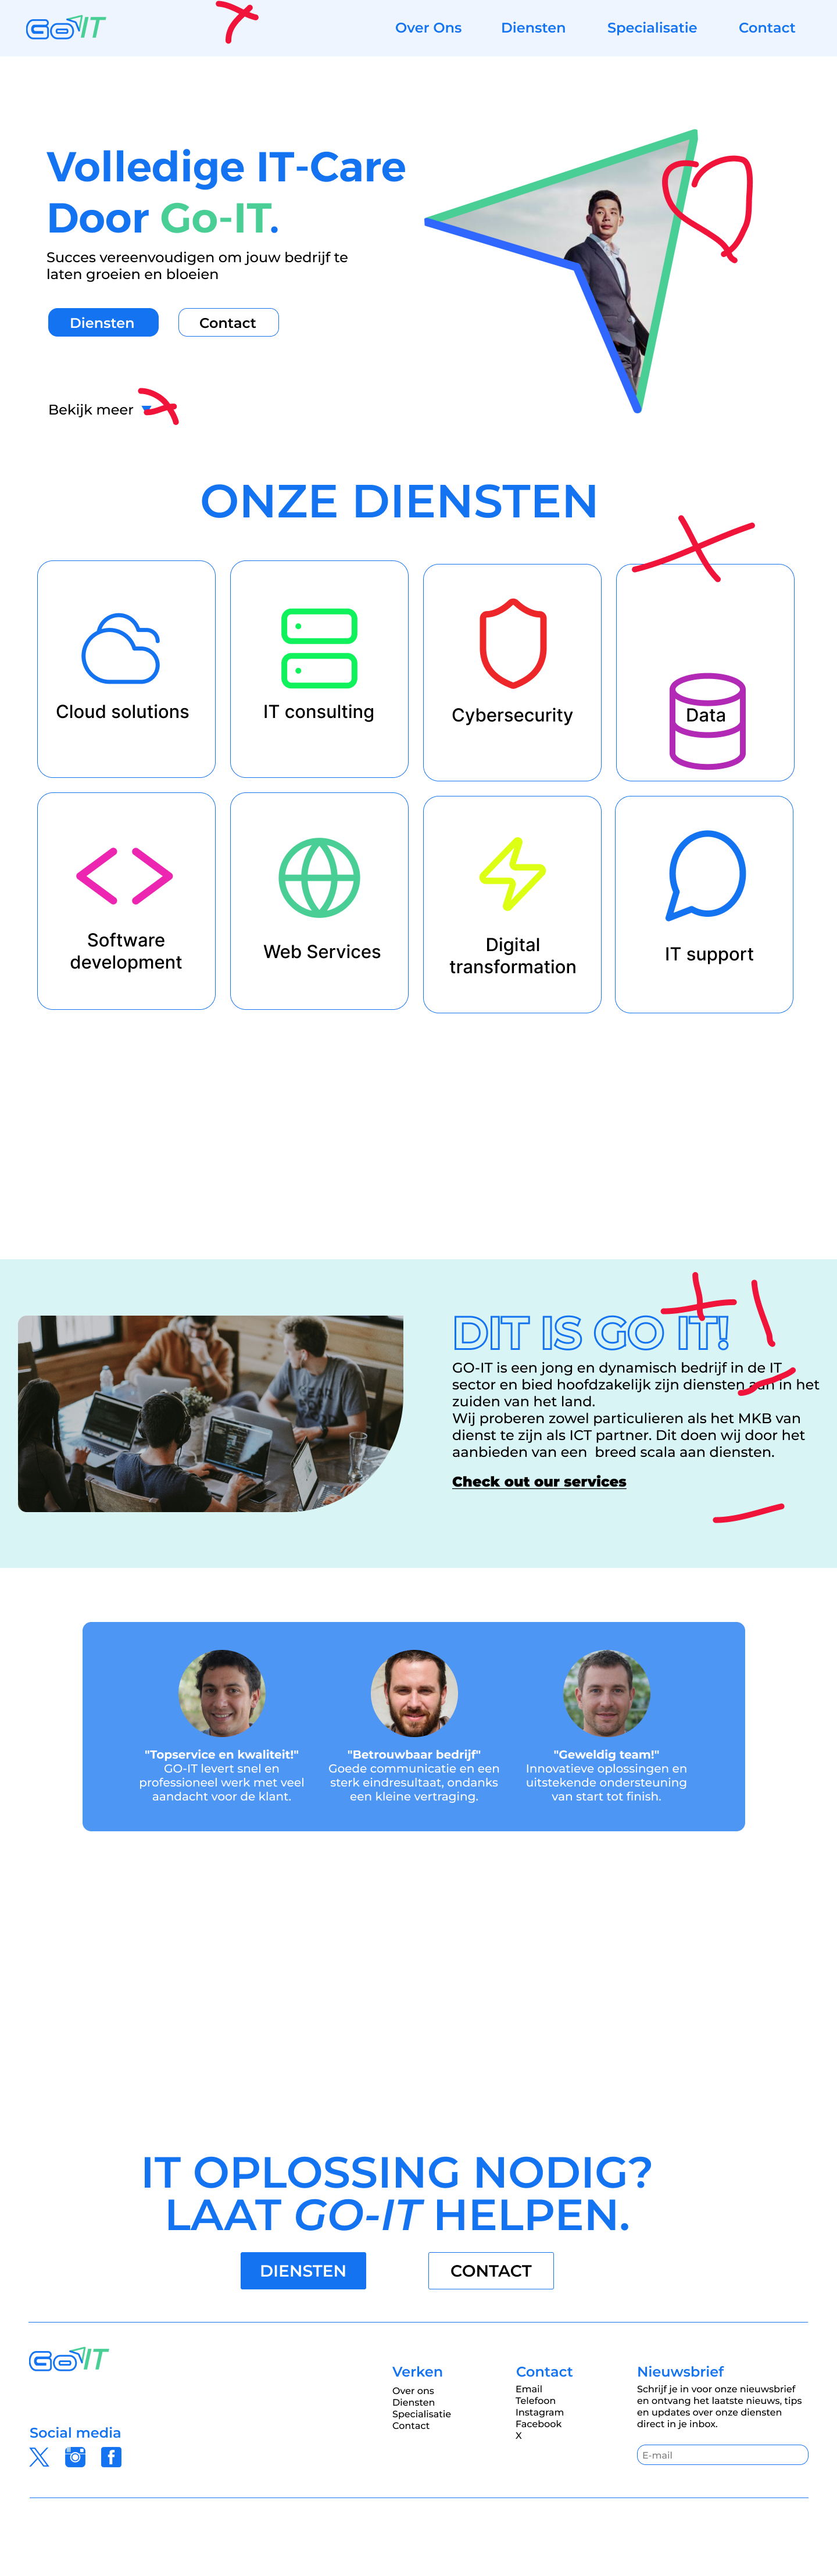 Go IT
Over Ons Diensten Specialisatie Contact
Volledige IT-Care
Door Go-IT.
Succes vereenvoudigen om jouw bedrijf te
laten groeien en bloeien
Diensten Contact
Bekijk meer
ONZE DIENSTEN
Cloud solutions IT consulting Cybersecurity Data
Software
development
Web Services
Digital
transformation
IT support
DIT IS GO IT!
GO-IT is een jong en dynamisch bedrijf in de IT
sector en bied hoofdzakelijk zijn diensten aan in het
zuiden van het land.
Wij proberen zowel particulieren als het MKB van
dienst te zijn als ICT partner. Dit doen wij door het
aanbieden van een breed scala aan diensten.
Check out our services
"Topservice en kwaliteit!"
GO-IT levert snel en
professioneel werk met veel
aandacht voor de klant.
"Betrouwbaar bedrijf"
Goede communicatie en een
sterk eindresultaat, ondanks
een kleine vertraging.
"Geweldig team!"
Innovatieve oplossingen en
uitstekende ondersteuning
van start tot finish.
IT OPLOSSING NODIG?
LAAT GO-IT HELPEN.
DIENSTEN CONTACT
Go IT
Social media
Verken
Over ons
Diensten
Specialisatie
Contact
Contact
Email
Telefoon
Instagram
Facebook
X
Nieuwsbrief
Schrijf je in voor onze nieuwsbrief
en ontvang het laatste nieuws, tips
en updates over onze diensten
direct in je inbox.
E-mail